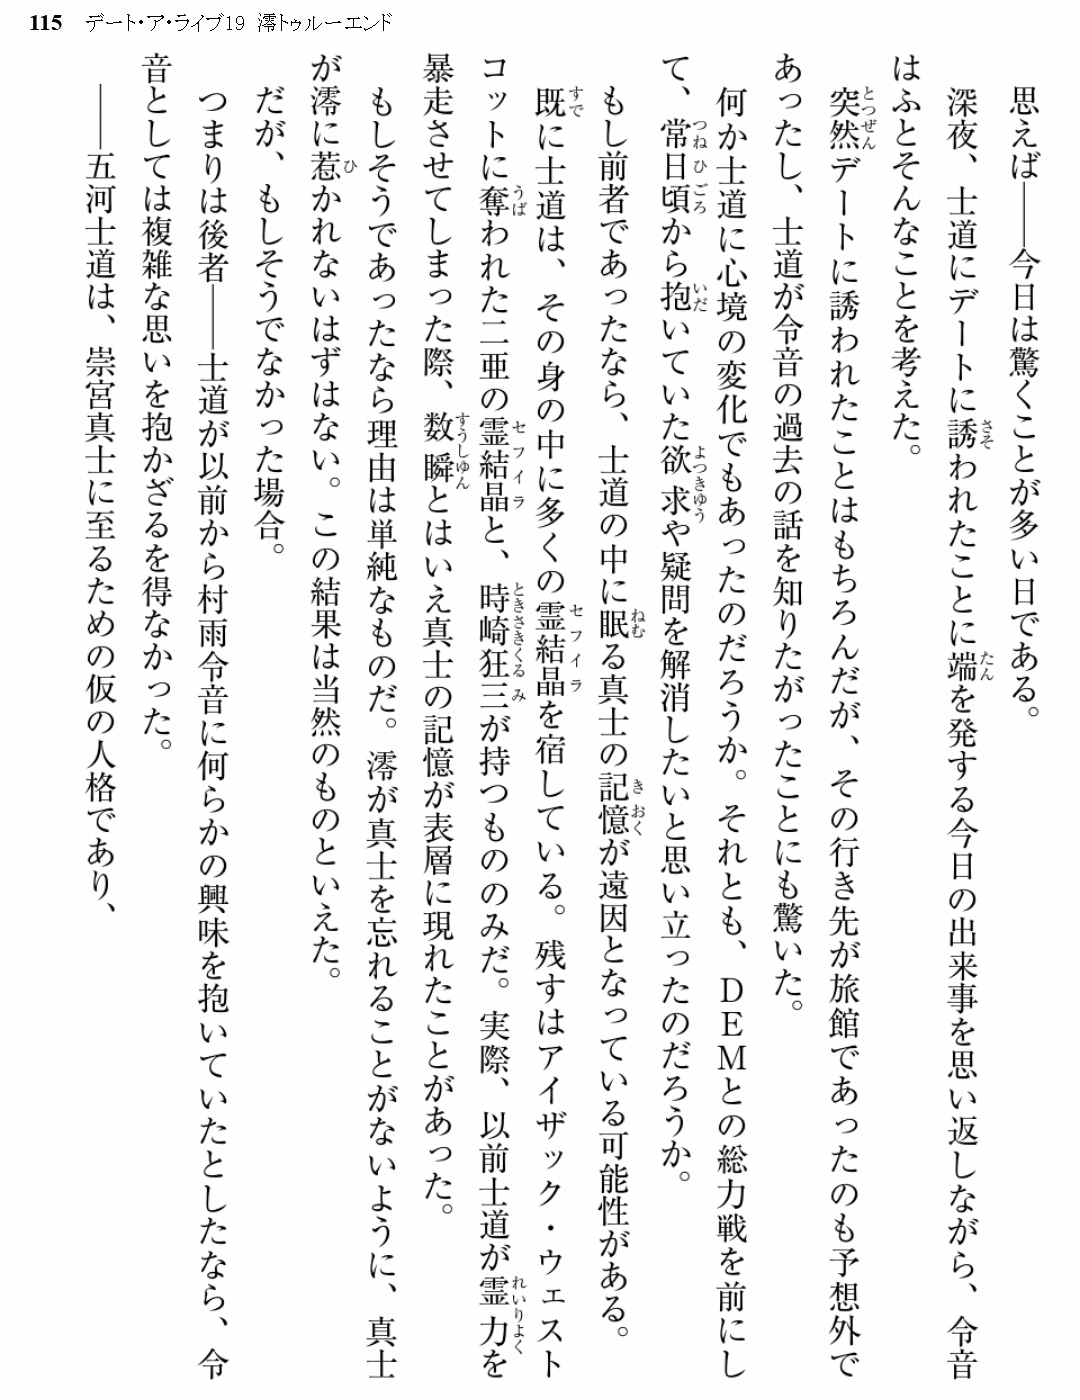 115 デート・ア・ライブ19 澪トゥルーエンド
思えば――今日は驚くことが多い日である。
深夜、士道にデートに誘われたことに端を発する今日の出来事を思い返しながら、令音
はふとそんなことを考えた。
突然デートに誘われたことはもちろんだが、その行き先が旅館であったのも予想外で
あったし、士道が令音の過去の話を知りたがったことにも驚いた。
何か士道に心境の変化でもあったのだろうか。それとも、DEMとの総力戦を前にし
て、常日頃から抱いていた欲求や疑問を解消したいと思い立ったのだろうか。
もし前者であったなら、士道の中に眠る真士の記憶が遠因となっている可能性がある。
既に士道は、その身の中に多くの霊結晶を宿している。残すはアイザック・ウェスト
コットに奪われた二亜の霊結晶と、時崎狂三が持つもののみだ。実際、以前士道が霊力を
暴走させてしまった際、数瞬とはいえ真士の記憶が表層に現れたことがあった。
もしそうであったなら理由は単純なものだ。澪が真士を忘れることがないように、真士
が澪に惹かれないはずはない。この結果は当然のものといえた。
だが、もしそうでなかった場合。
つまりは後者――士道が以前から村雨令音に何らかの興味を抱いていたとしたなら、令
音としては複雑な思いを抱かざるを得なかった。
――五河士道は、崇宮真士に至るための仮の人格であり、